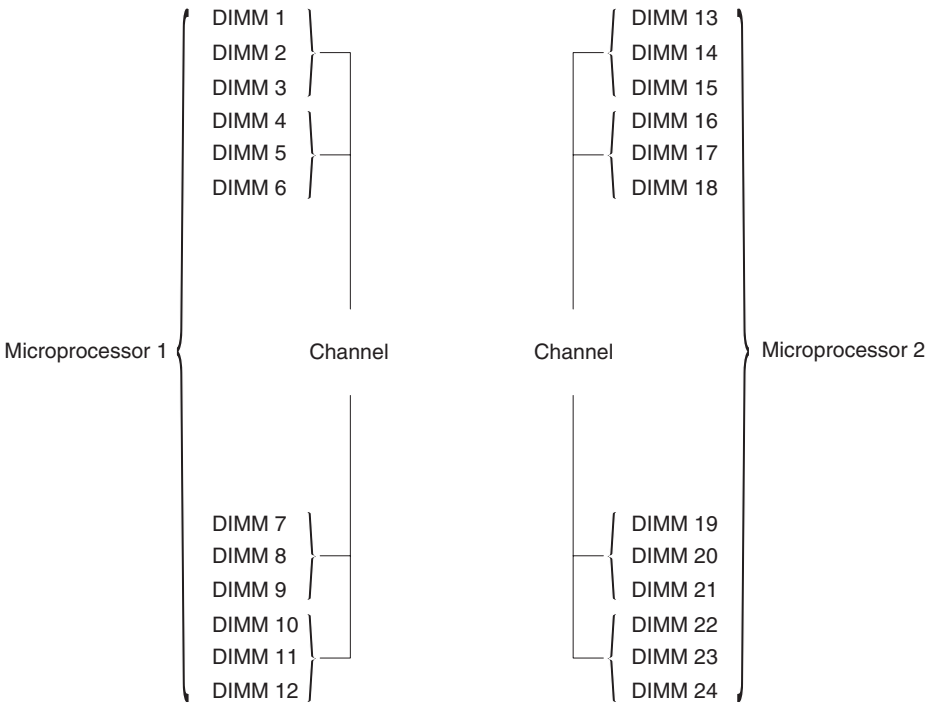 DIMM 1
DIMM 2
DIMM 3
DIMM 4
DIMM 5
DIMM 6
Microprocessor 1
Channel
DIMM 7
DIMM 8
DIMM 9
DIMM 10
DIMM 11
DIMM 12
DIMM 13
DIMM 14
DIMM 15
DIMM 16
DIMM 17
DIMM 18
Channel
Microprocessor 2
DIMM 19
DIMM 20
DIMM 21
DIMM 22
DIMM 23
DIMM 24